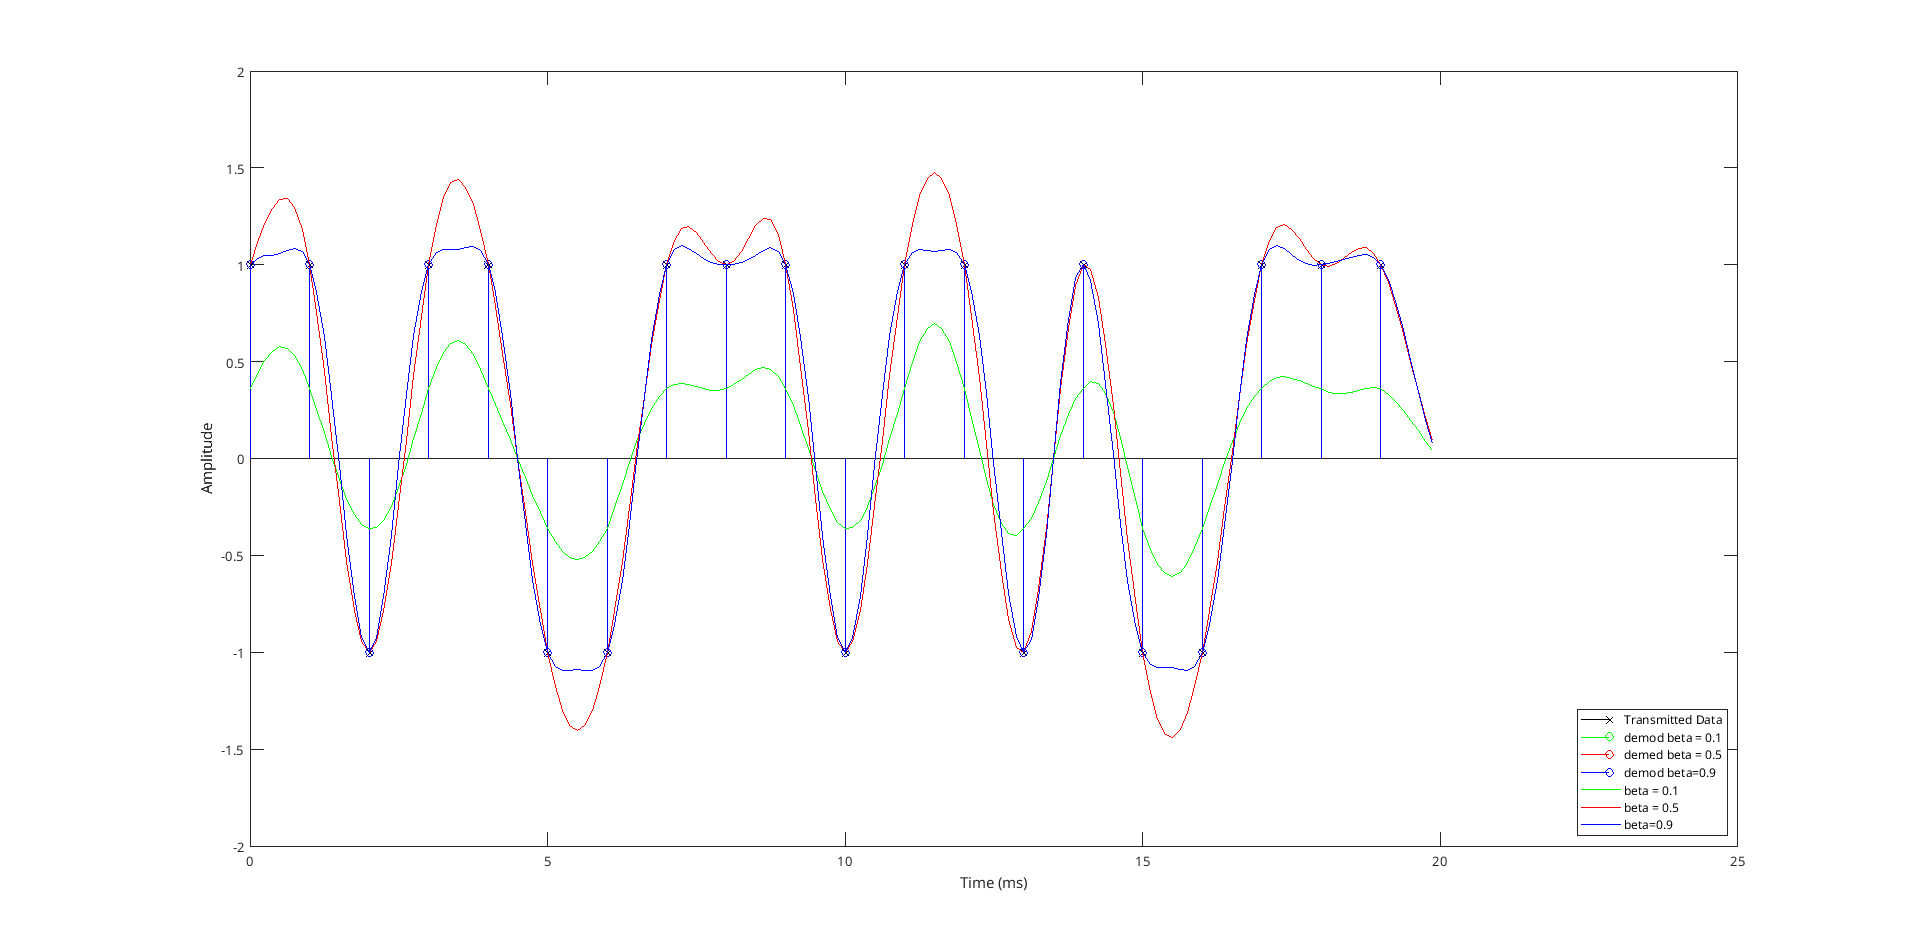 2
1.5
1
0.5
0
-0.5
-1
-1.5
-2
Amplitude
0
5
10
15
20
25
Time (ms)
Transmitted Data
demod beta = 0.1
demed beta = 0.5
demod beta=0.9
beta = 0.1
beta = 0.5
beta=0.9